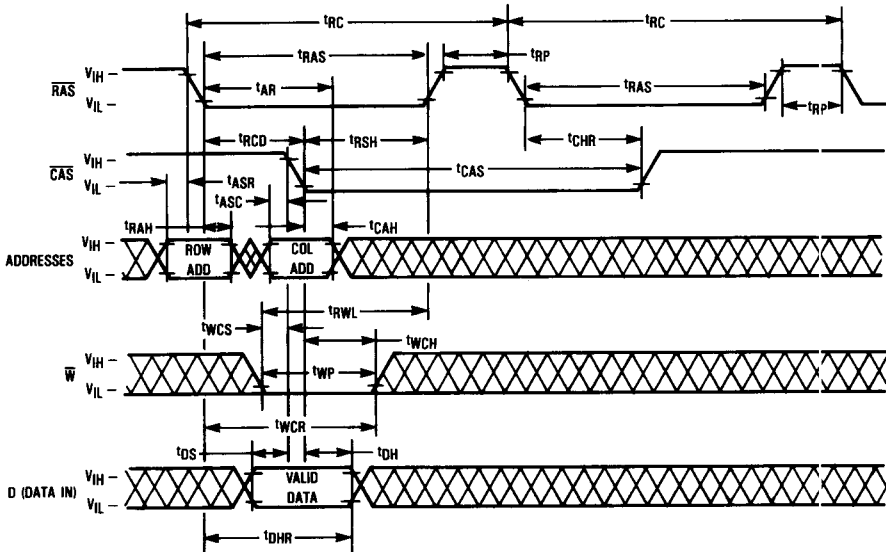 tRC tRC
tRAS tRP
VIH –
RAS tAR tRAS
VIL – tRP
tRCD tRSH tCHR
VIH –
CAS tCAS
VIL – tASR
tASC
tRAH tCAH
VIH –
ADDRESSES ROW ADD COL ADD
VIL –
tRWL
tWCS tWCH
VIH –
W tWP
VIL –
tWCR
tDS tDH
VIH –
D (DATA IN) VALID DATA
VIL –
tDHR